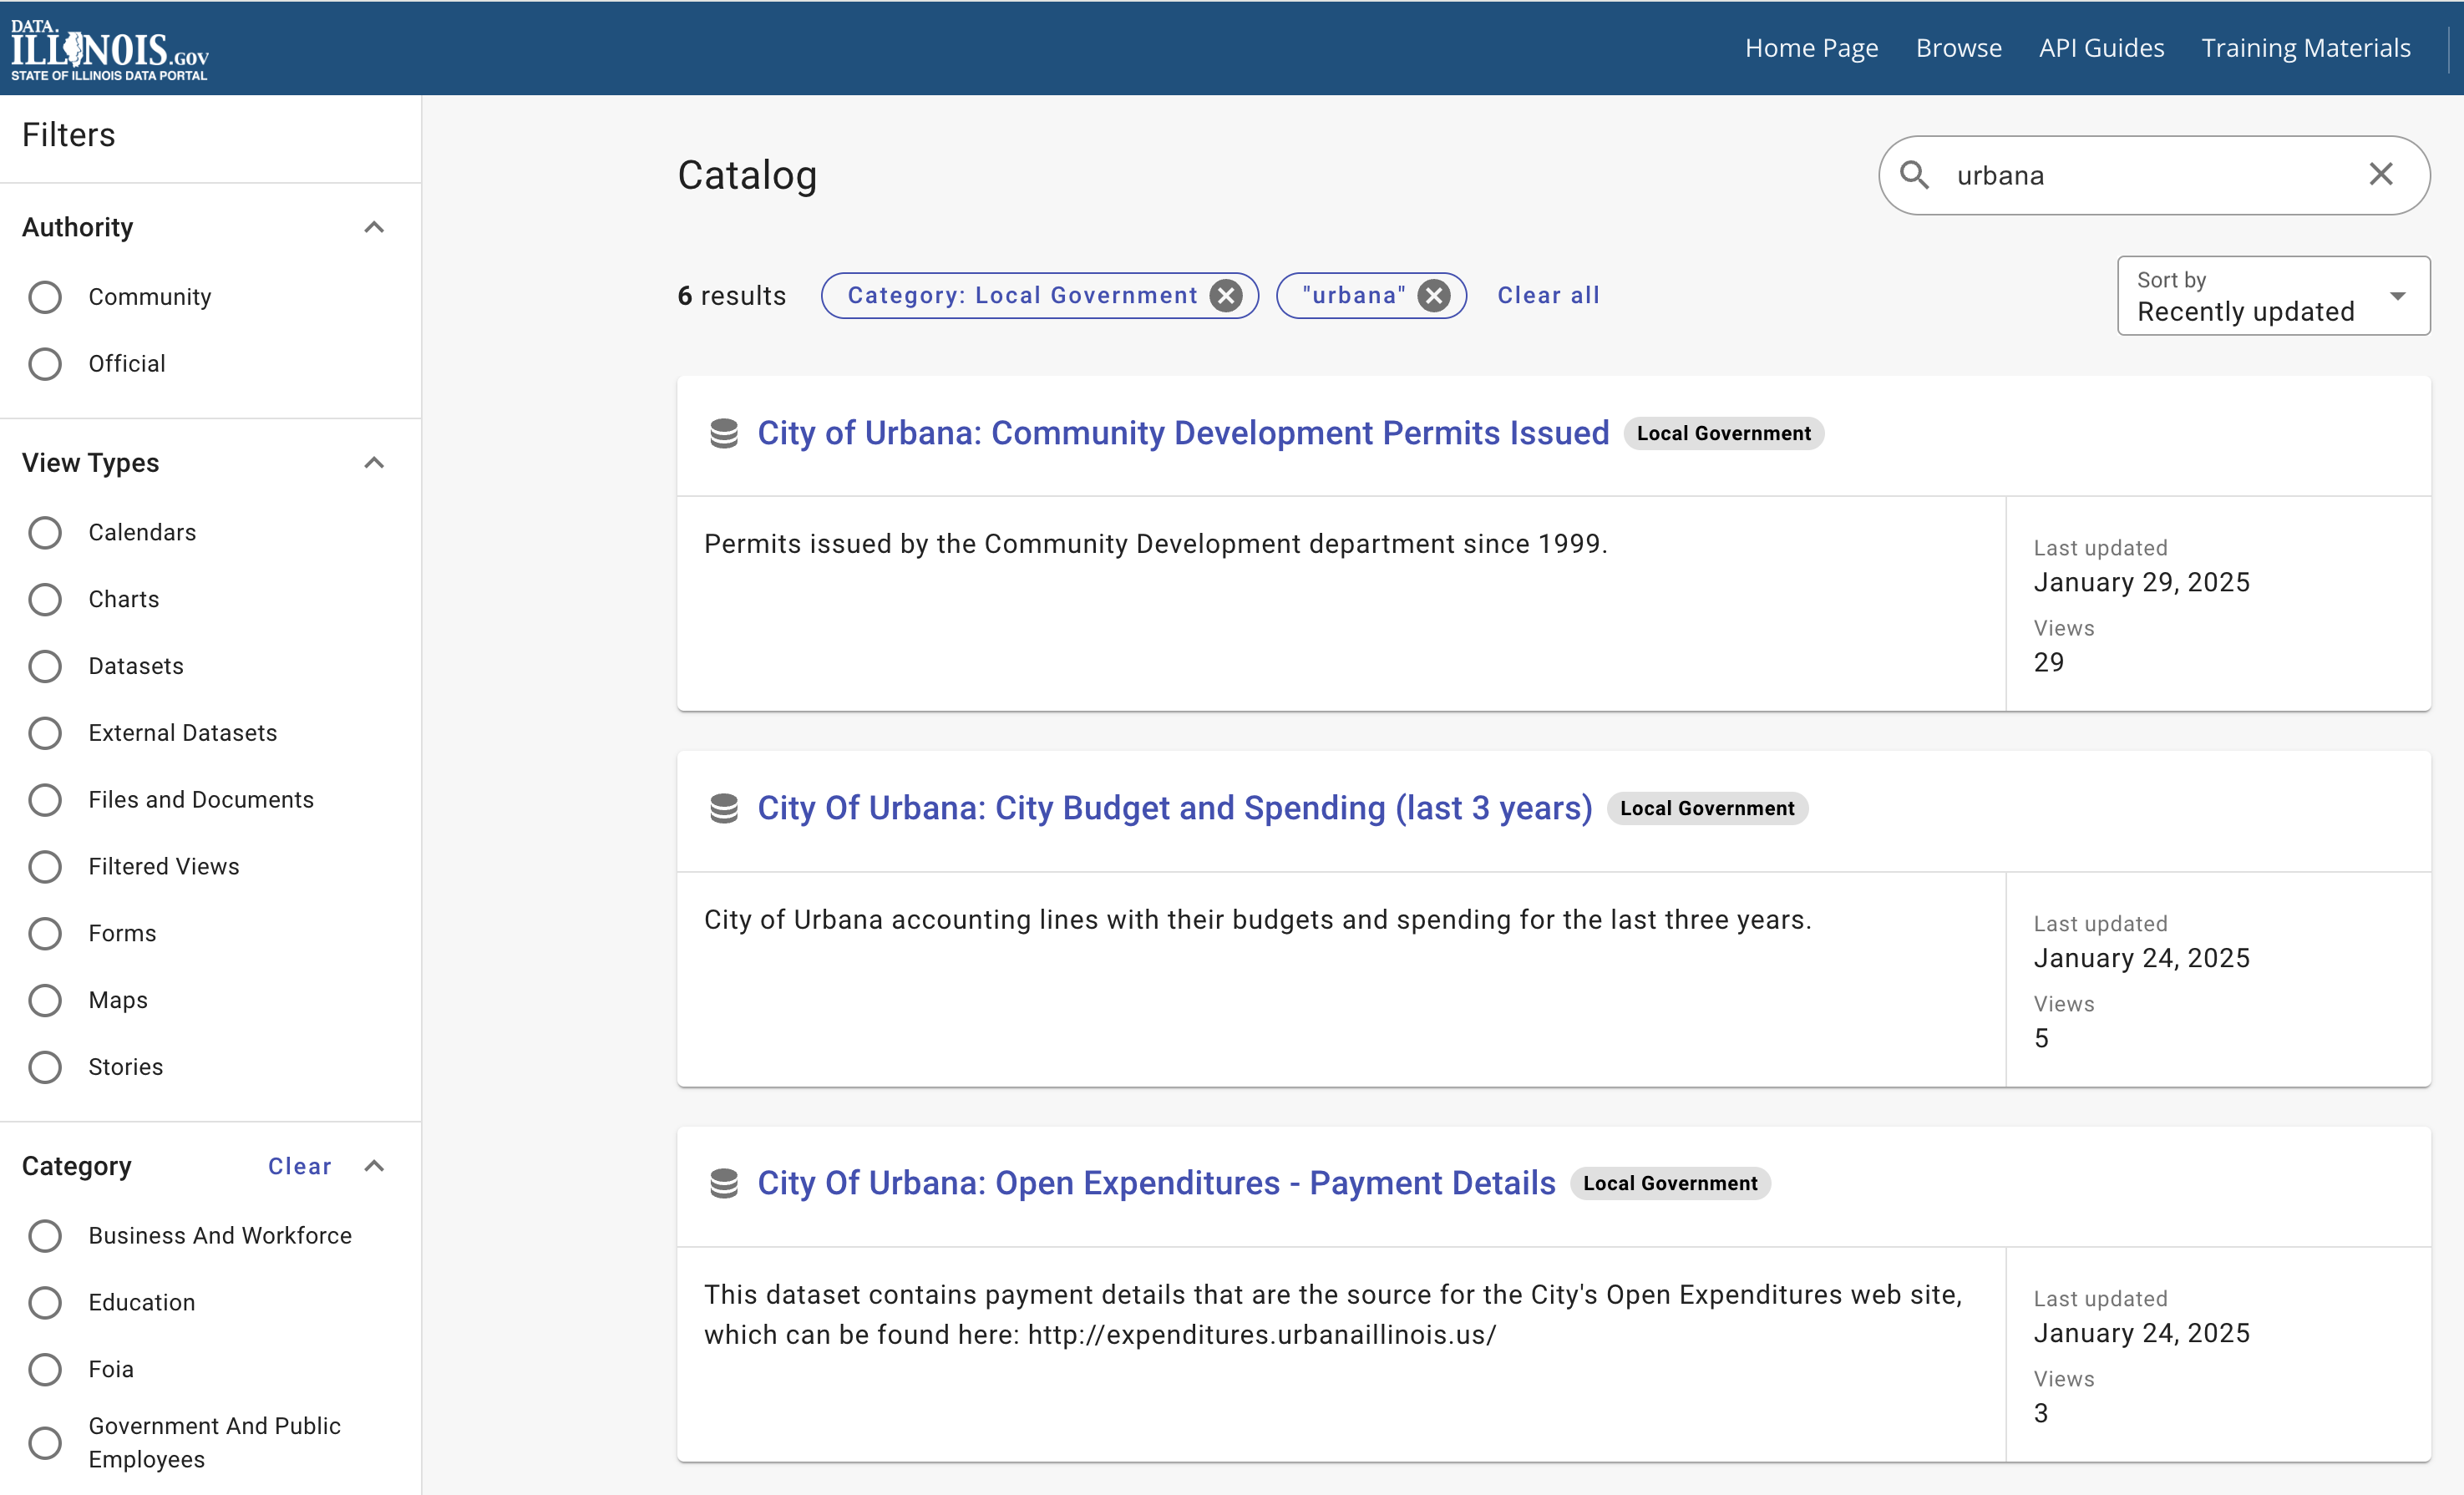 DATA.
ILLINOIS.GOV
STATE OF ILLINOIS DATA PORTAL
Home Page Browse API Guides Training Materials
Filters
Authority
Community
Official
View Types
Calendars
Charts
Datasets
External Datasets
Files and Documents
Filtered Views
Forms
Maps
Stories
Category Clear
Business And Workforce
Education
Foia
Government And Public
Employees
Catalog
urbana
6 results Category: Local Government "urbana" Clear all
Sort by
Recently updated
City of Urbana: Community Development Permits Issued Local Government
Permits issued by the Community Development department since 1999.
Last updated
January 29, 2025
Views
29
City Of Urbana: City Budget and Spending (last 3 years) Local Government
City of Urbana accounting lines with their budgets and spending for the last three years.
Last updated
January 24, 2025
Views
5
City Of Urbana: Open Expenditures - Payment Details Local Government
This dataset contains payment details that are the source for the City's Open Expenditures web site,
which can be found here: http://expenditures.urbanaillinois.us/
Last updated
January 24, 2025
Views
3